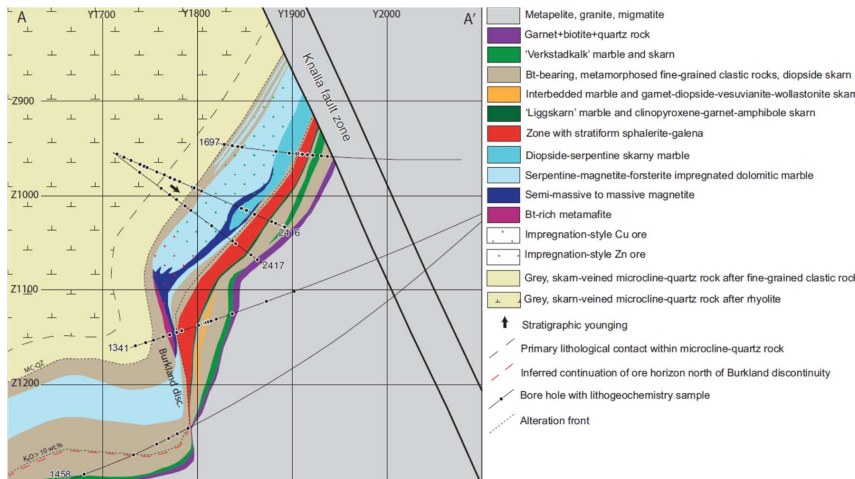 A
Y1700
Y1800
Y1900
Y2000
A'
Knalla fault zone
Z900
1697
Z1000
2416
2417
Z1100
1341
Burkland disc.
MC-QZ
Z1200
K₂O > 10 wt.%
1458
Metapelite, granite, migmatite
Garnet+biotite+quartz rock
'Verkstadkalk' marble and skarn
Bt-bearing, metamorphosed fine-grained clastic rocks, diopside skarn
Interbedded marble and garnet-diopside-vesuvianite-wollastonite skarn
'Liggskarn' marble and clinopyroxene-garnet-amphibole skarn
Zone with stratiform sphalerite-galena
Diopside-serpentine skarny marble
Serpentine-magnetite-forsterite impregnated dolomitic marble
Semi-massive to massive magnetite
Bt-rich metamafite
Impregnation-style Cu ore
Impregnation-style Zn ore
Grey, skarn-veined microcline-quartz rock after fine-grained clastic rock
Grey, skarn-veined microcline-quartz rock after rhyolite
Stratigraphic younging
Primary lithological contact within microcline-quartz rock
Inferred continuation of ore horizon north of Burkland discontinuity
Bore hole with lithogeochemistry sample
Alteration front